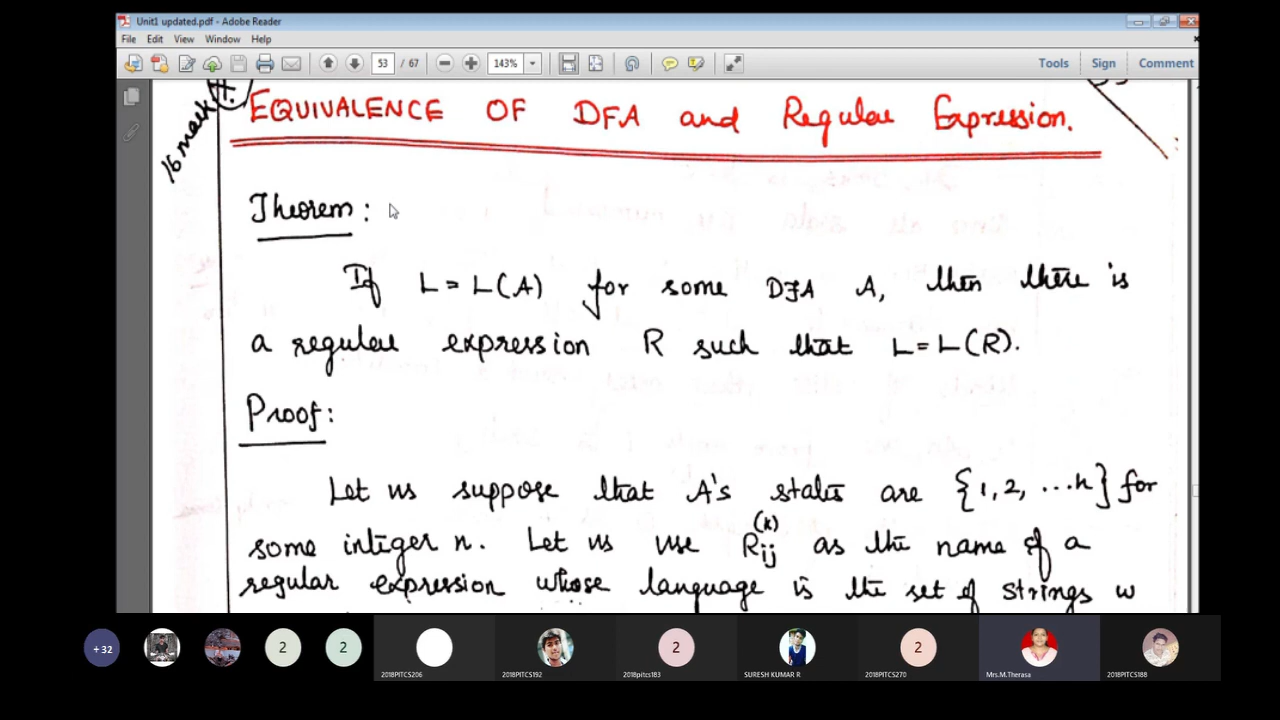 Unit1 updated.pdf - Adobe Reader
File Edit View Window Help
53 / 67 143% Tools Sign Comment
16 mark
EQUIVALENCE OF DFA and Regular Expression.
Theorem:
If L = L(A) for some DFA A, then there is
a regular expression R such that L = L(R).
Proof:
Let us suppose that A's states are {1, 2, ...n} for
some integer n. Let us use Rij(k) as the name of a
regular expression whose language is the set of strings w
+32 2 2 2 2
2018PITCS206 2018PITCS192 2018pitcs183 SURESH KUMAR R 2018PITCS270 Mrs.M.Therasa 2018PITCS188